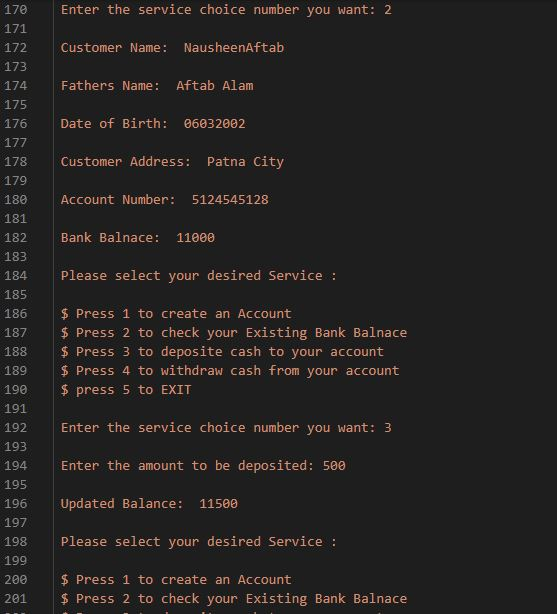 170 Enter the service choice number you want: 2
171
172 Customer Name:  NausheenAftab
173
174 Fathers Name:  Aftab Alam
175
176 Date of Birth:  06032002
177
178 Customer Address:  Patna City
179
180 Account Number:  5124545128
181
182 Bank Balnace:  11000
183
184 Please select your desired Service :
185
186 $ Press 1 to create an Account
187 $ Press 2 to check your Existing Bank Balnace
188 $ Press 3 to deposite cash to your account
189 $ Press 4 to withdraw cash from your account
190 $ press 5 to EXIT
191
192 Enter the service choice number you want: 3
193
194 Enter the amount to be deposited: 500
195
196 Updated Balance:  11500
197
198 Please select your desired Service :
199
200 $ Press 1 to create an Account
201 $ Press 2 to check your Existing Bank Balnace